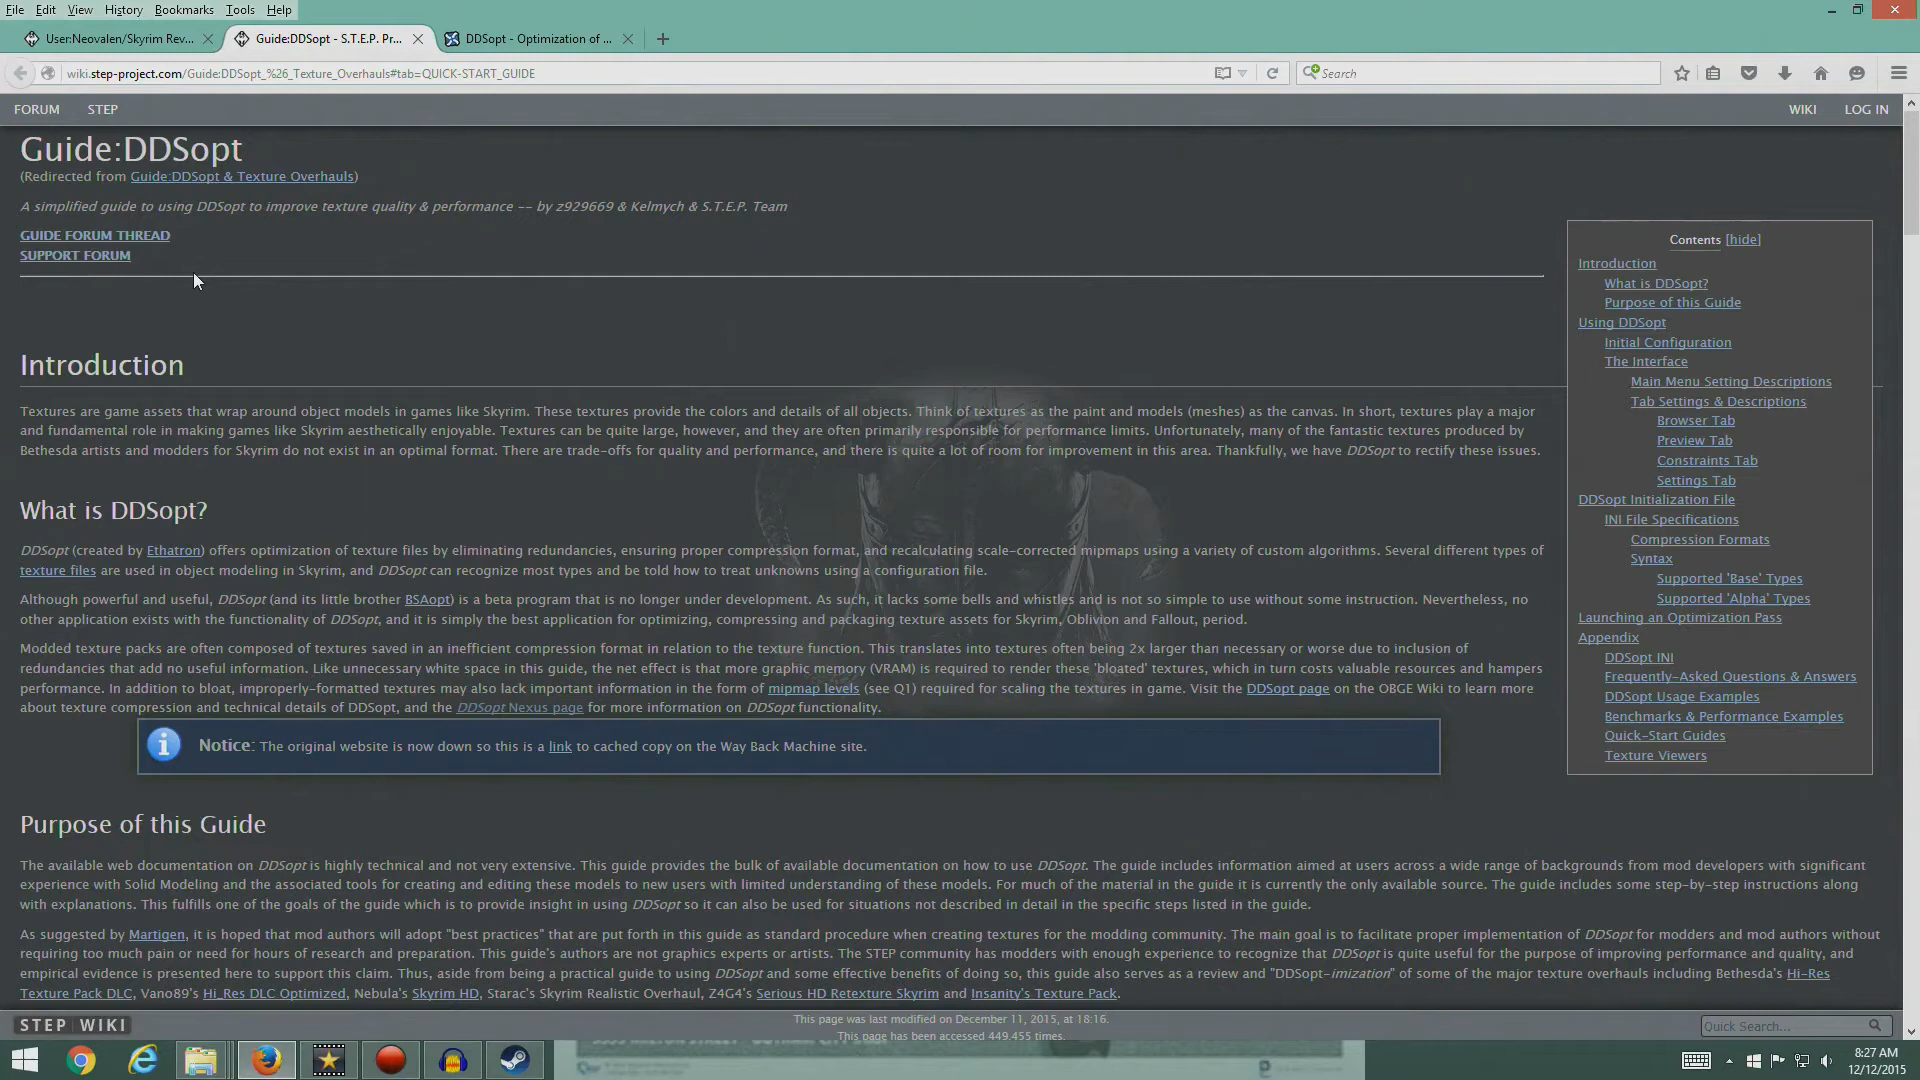 File Edit View History Bookmarks Tools Help
User:Neovalen/Skyrim Rev...
Guide:DDSopt - S.T.E.P. Pr...
DDSopt - Optimization of ...
wiki.step-project.com/Guide:DDSopt_%26_Texture_Overhauls#tab=QUICK-START_GUIDE
Search
FORUM STEP WIKI LOG IN
Guide:DDSopt
(Redirected from Guide:DDSopt & Texture Overhauls)
A simplified guide to using DDSopt to improve texture quality & performance -- by z929669 & Kelmych & S.T.E.P. Team
GUIDE FORUM THREAD
SUPPORT FORUM
Introduction
Textures are game assets that wrap around object models in games like Skyrim. These textures provide the colors and details of all objects. Think of textures as the paint and models (meshes) as the canvas. In short, textures play a major
and fundamental role in making games like Skyrim aesthetically enjoyable. Textures can be quite large, however, and they are often primarily responsible for performance limits. Unfortunately, many of the fantastic textures produced by
Bethesda artists and modders for Skyrim do not exist in an optimal format. There are trade-offs for quality and performance, and there is quite a lot of room for improvement in this area. Thankfully, we have DDSopt to rectify these issues.
What is DDSopt?
DDSopt (created by Ethatron) offers optimization of texture files by eliminating redundancies, ensuring proper compression format, and recalculating scale-corrected mipmaps using a variety of custom algorithms. Several different types of
texture files are used in object modeling in Skyrim, and DDSopt can recognize most types and be told how to treat unknowns using a configuration file.
Although powerful and useful, DDSopt (and its little brother BSAopt) is a beta program that is no longer under development. As such, it lacks some bells and whistles and is not so simple to use without some instruction. Nevertheless, no
other application exists with the functionality of DDSopt, and it is simply the best application for optimizing, compressing and packaging texture assets for Skyrim, Oblivion and Fallout, period.
Modded texture packs are often composed of textures saved in an inefficient compression format in relation to the texture function. This translates into textures often being 2x larger than necessary or worse due to inclusion of
redundancies that add no useful information. Like unnecessary white space in this guide, the net effect is that more graphic memory (VRAM) is required to render these 'bloated' textures, which in turn costs valuable resources and hampers
performance. In addition to bloat, improperly-formatted textures may also lack important information in the form of mipmap levels (see Q1) required for scaling the textures in game. Visit the DDSopt page on the OBGE Wiki to learn more
about texture compression and technical details of DDSopt, and the DDSopt Nexus page for more information on DDSopt functionality.
Notice: The original website is now down so this is a link to cached copy on the Way Back Machine site.
Purpose of this Guide
The available web documentation on DDSopt is highly technical and not very extensive. This guide provides the bulk of available documentation on how to use DDSopt. The guide includes information aimed at users across a wide range of backgrounds from mod developers with significant
experience with Solid Modeling and the associated tools for creating and editing these models to new users with limited understanding of these models. For much of the material in the guide it is currently the only available source. The guide includes some step-by-step instructions along
with explanations. This fulfills one of the goals of the guide which is to provide insight in using DDSopt so it can also be used for situations not described in detail in the specific steps listed in the guide.
As suggested by Martigen, it is hoped that mod authors will adopt "best practices" that are put forth in this guide as standard procedure when creating textures for the modding community. The main goal is to facilitate proper implementation of DDSopt for modders and mod authors without
requiring too much pain or need for hours of research and preparation. This guide's authors are not graphics experts or artists. The STEP community has modders with enough experience to recognize that DDSopt is quite useful for the purpose of improving performance and quality, and
empirical evidence is presented here to support this claim. Thus, aside from being a practical guide to using DDSopt and some effective benefits of doing so, this guide also serves as a review and "DDSopt-imization" of some of the major texture overhauls including Bethesda's Hi-Res
Texture Pack DLC, Vano89's Hi_Res DLC Optimized, Nebula's Skyrim HD, Starac's Skyrim Realistic Overhaul, Z4G4's Serious HD Retexture Skyrim and Insanity's Texture Pack.
Contents [hide]
Introduction
What is DDSopt?
Purpose of this Guide
Using DDSopt
Initial Configuration
The Interface
Main Menu Setting Descriptions
Tab Settings & Descriptions
Browser Tab
Preview Tab
Constraints Tab
Settings Tab
DDSopt Initialization File
INI File Specifications
Compression Formats
Syntax
Supported 'Base' Types
Supported 'Alpha' Types
Launching an Optimization Pass
Appendix
DDSopt INI
Frequently-Asked Questions & Answers
DDSopt Usage Examples
Benchmarks & Performance Examples
Quick-Start Guides
Texture Viewers
STEP WIKI
This page was last modified on December 11, 2015, at 18:16.
This page has been accessed 449,455 times.
Quick Search...
8:27 AM
12/12/2015